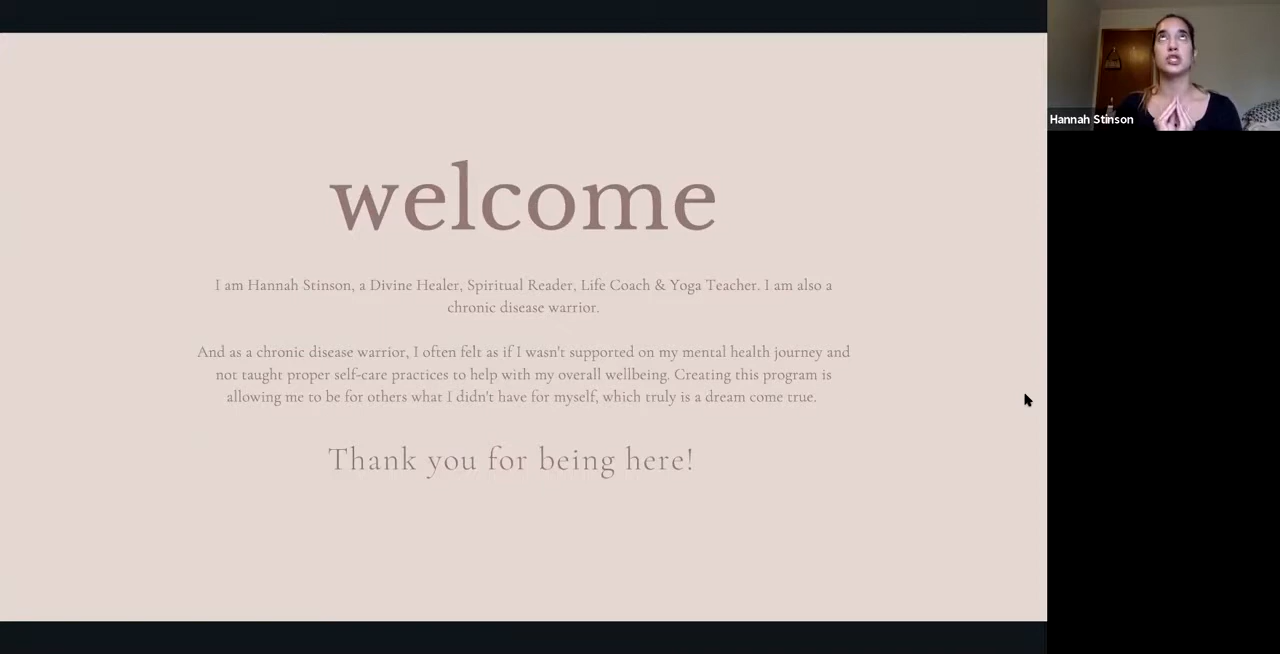 welcome
I am Hannah Stinson, a Divine Healer, Spiritual Reader, Life Coach & Yoga Teacher. I am also a
chronic disease warrior.
And as a chronic disease warrior, I often felt as if I wasn't supported on my mental health journey and
not taught proper self-care practices to help with my overall wellbeing. Creating this program is
allowing me to be for others what I didn't have for myself, which truly is a dream come true.
Thank you for being here!
Hannah Stinson